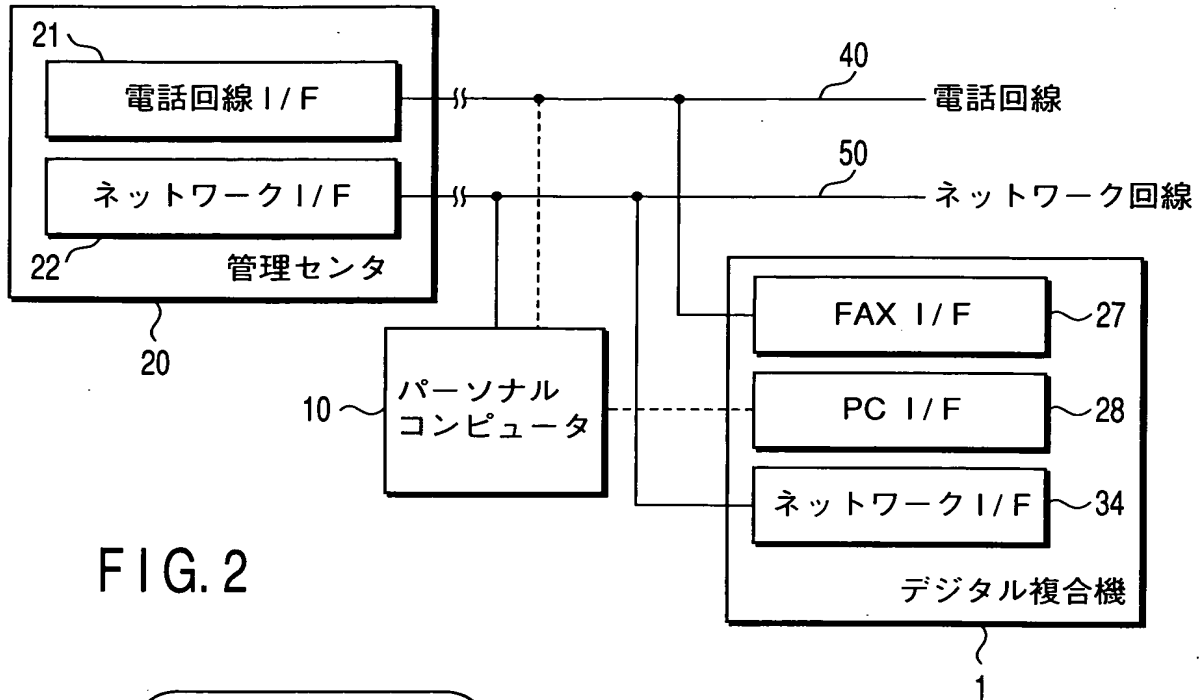 21
電話回線 I/F
40
電話回線
50
ネットワーク I/F
ネットワーク回線
22
管理センタ
20
FAX I/F
27
10
パーソナル
コンピュータ
PC I/F
28
ネットワーク I/F
34
デジタル複合機
1
FIG. 2